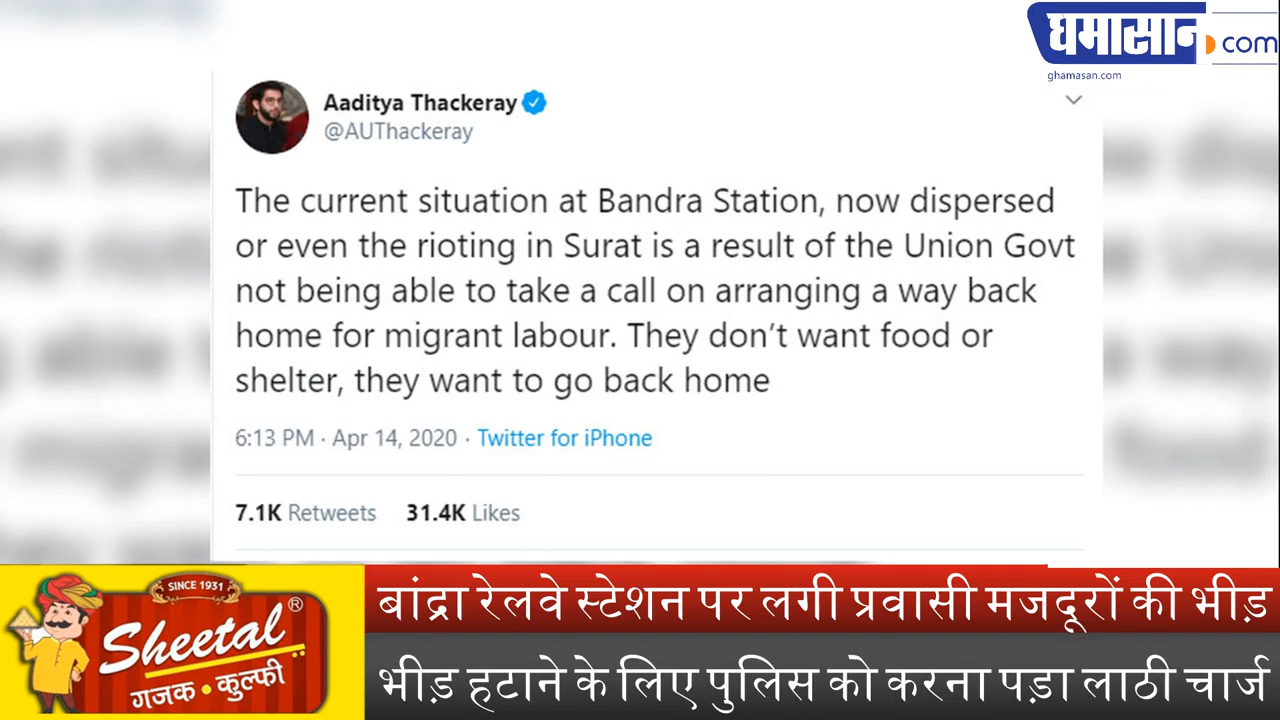 घमासान.com
ghamasan.com
Aaditya Thackeray
@AUThackeray
The current situation at Bandra Station, now dispersed
or even the rioting in Surat is a result of the Union Govt
not being able to take a call on arranging a way back
home for migrant labour. They don’t want food or
shelter, they want to go back home
6:13 PM · Apr 14, 2020 · Twitter for iPhone
7.1K Retweets 31.4K Likes
SINCE 1931
Sheetal ®
गजक • कुल्फी
बांद्रा रेलवे स्टेशन पर लगी प्रवासी मजदूरों की भीड़
भीड़ हटाने के लिए पुलिस को करना पड़ा लाठी चार्ज